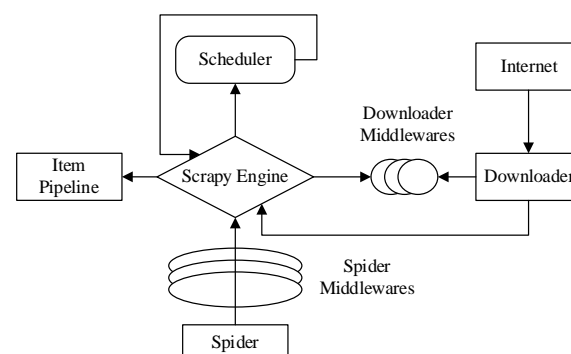 Scheduler
Internet
Downloader
Middlewares
Item
Pipeline
Scrapy Engine
Downloader
Spider
Middlewares
Spider